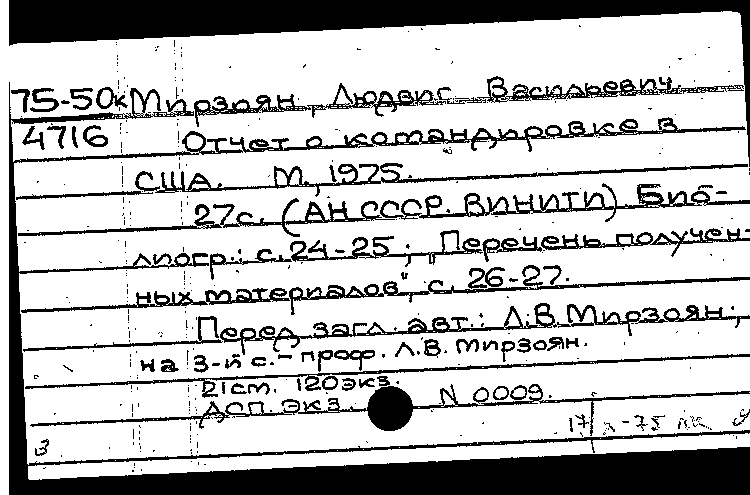 75-50к Мирзоян, Людвиг Васильевич.
4716 Отчет о командировке в
США. М., 1975.
27с. (АН СССР. ВИНИТИ). Биб-
лиогр.: с. 24-25; „Перечень получен-
ных материалов", с. 26-27.
Перед загл. авт.: Л.В. Мирзоян;
на 3-й с. - проф. Л.В. Мирзоян.
21см. 120экз.
ДСП. экз. N 0009.
3
17